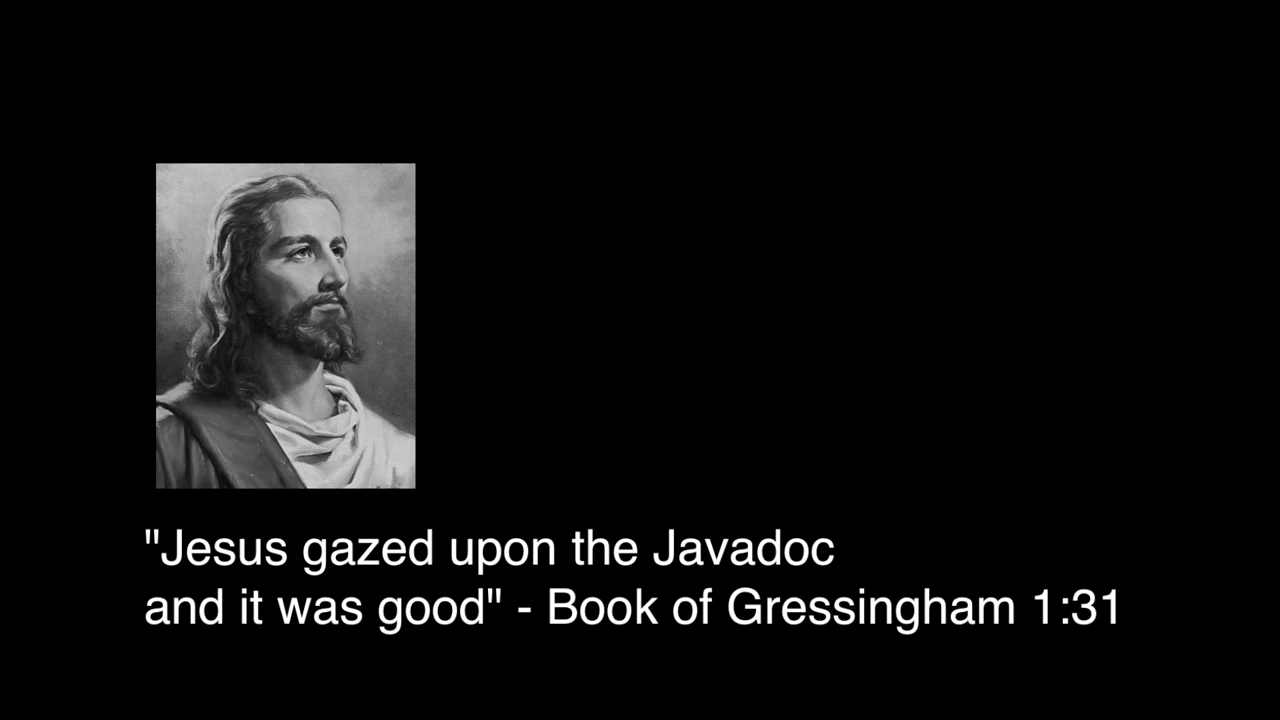 "Jesus gazed upon the Javadoc
and it was good" - Book of Gressingham 1:31